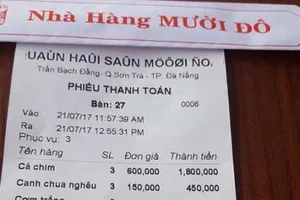 Nhà Hàng MƯỜI ĐÔ
UAÙN HAÛI SAÛN MÖÔØI ÑO
Trần Bạch Đằng - Q Sơn Trà - TP. Đà Nẵng
PHIẾU THANH TOÁN
Bàn: 27 0006
Vào: 21/07/17 11:57:39 AM
Ra: 21/07/17 12:55:31 PM
Phục vụ: 3
Tên hàng SL Đơn giá Thành tiền
Cá chim 3 600,000 1,800,000
Canh chua nghêu 3 150,000 450,000
Cơm trắng